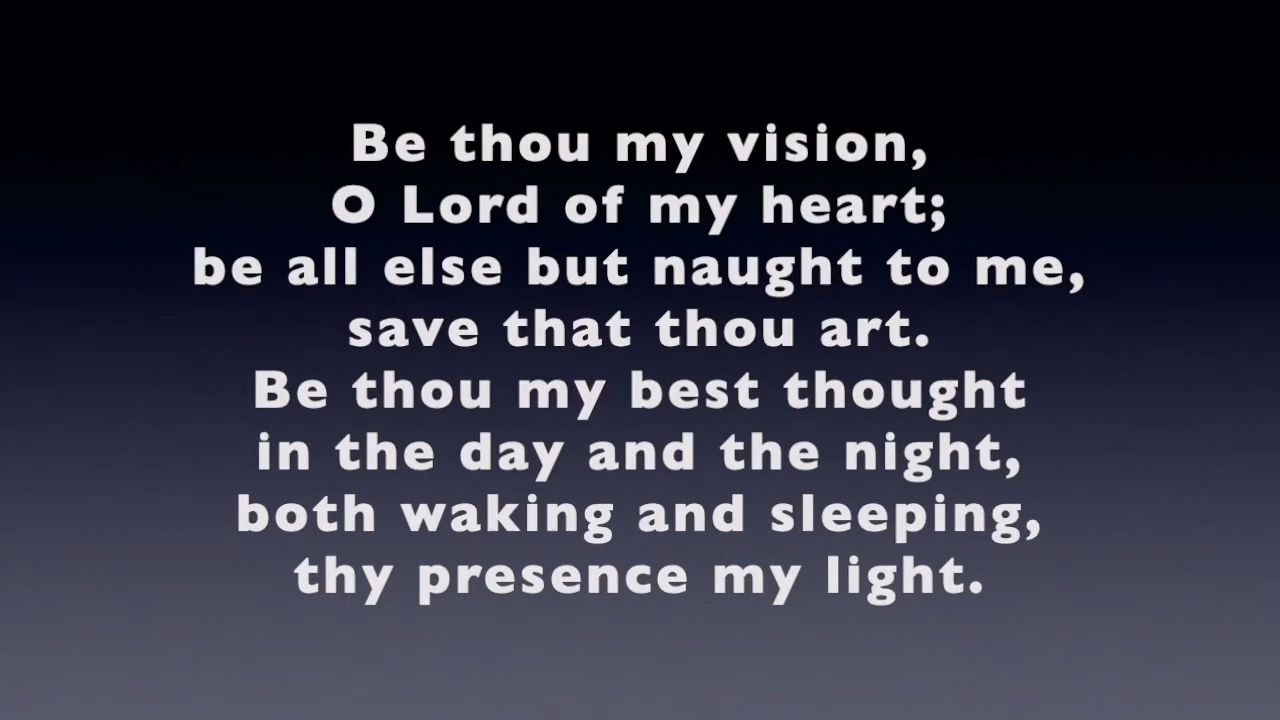 Be thou my vision,
O Lord of my heart;
be all else but naught to me,
save that thou art.
Be thou my best thought
in the day and the night,
both waking and sleeping,
thy presence my light.